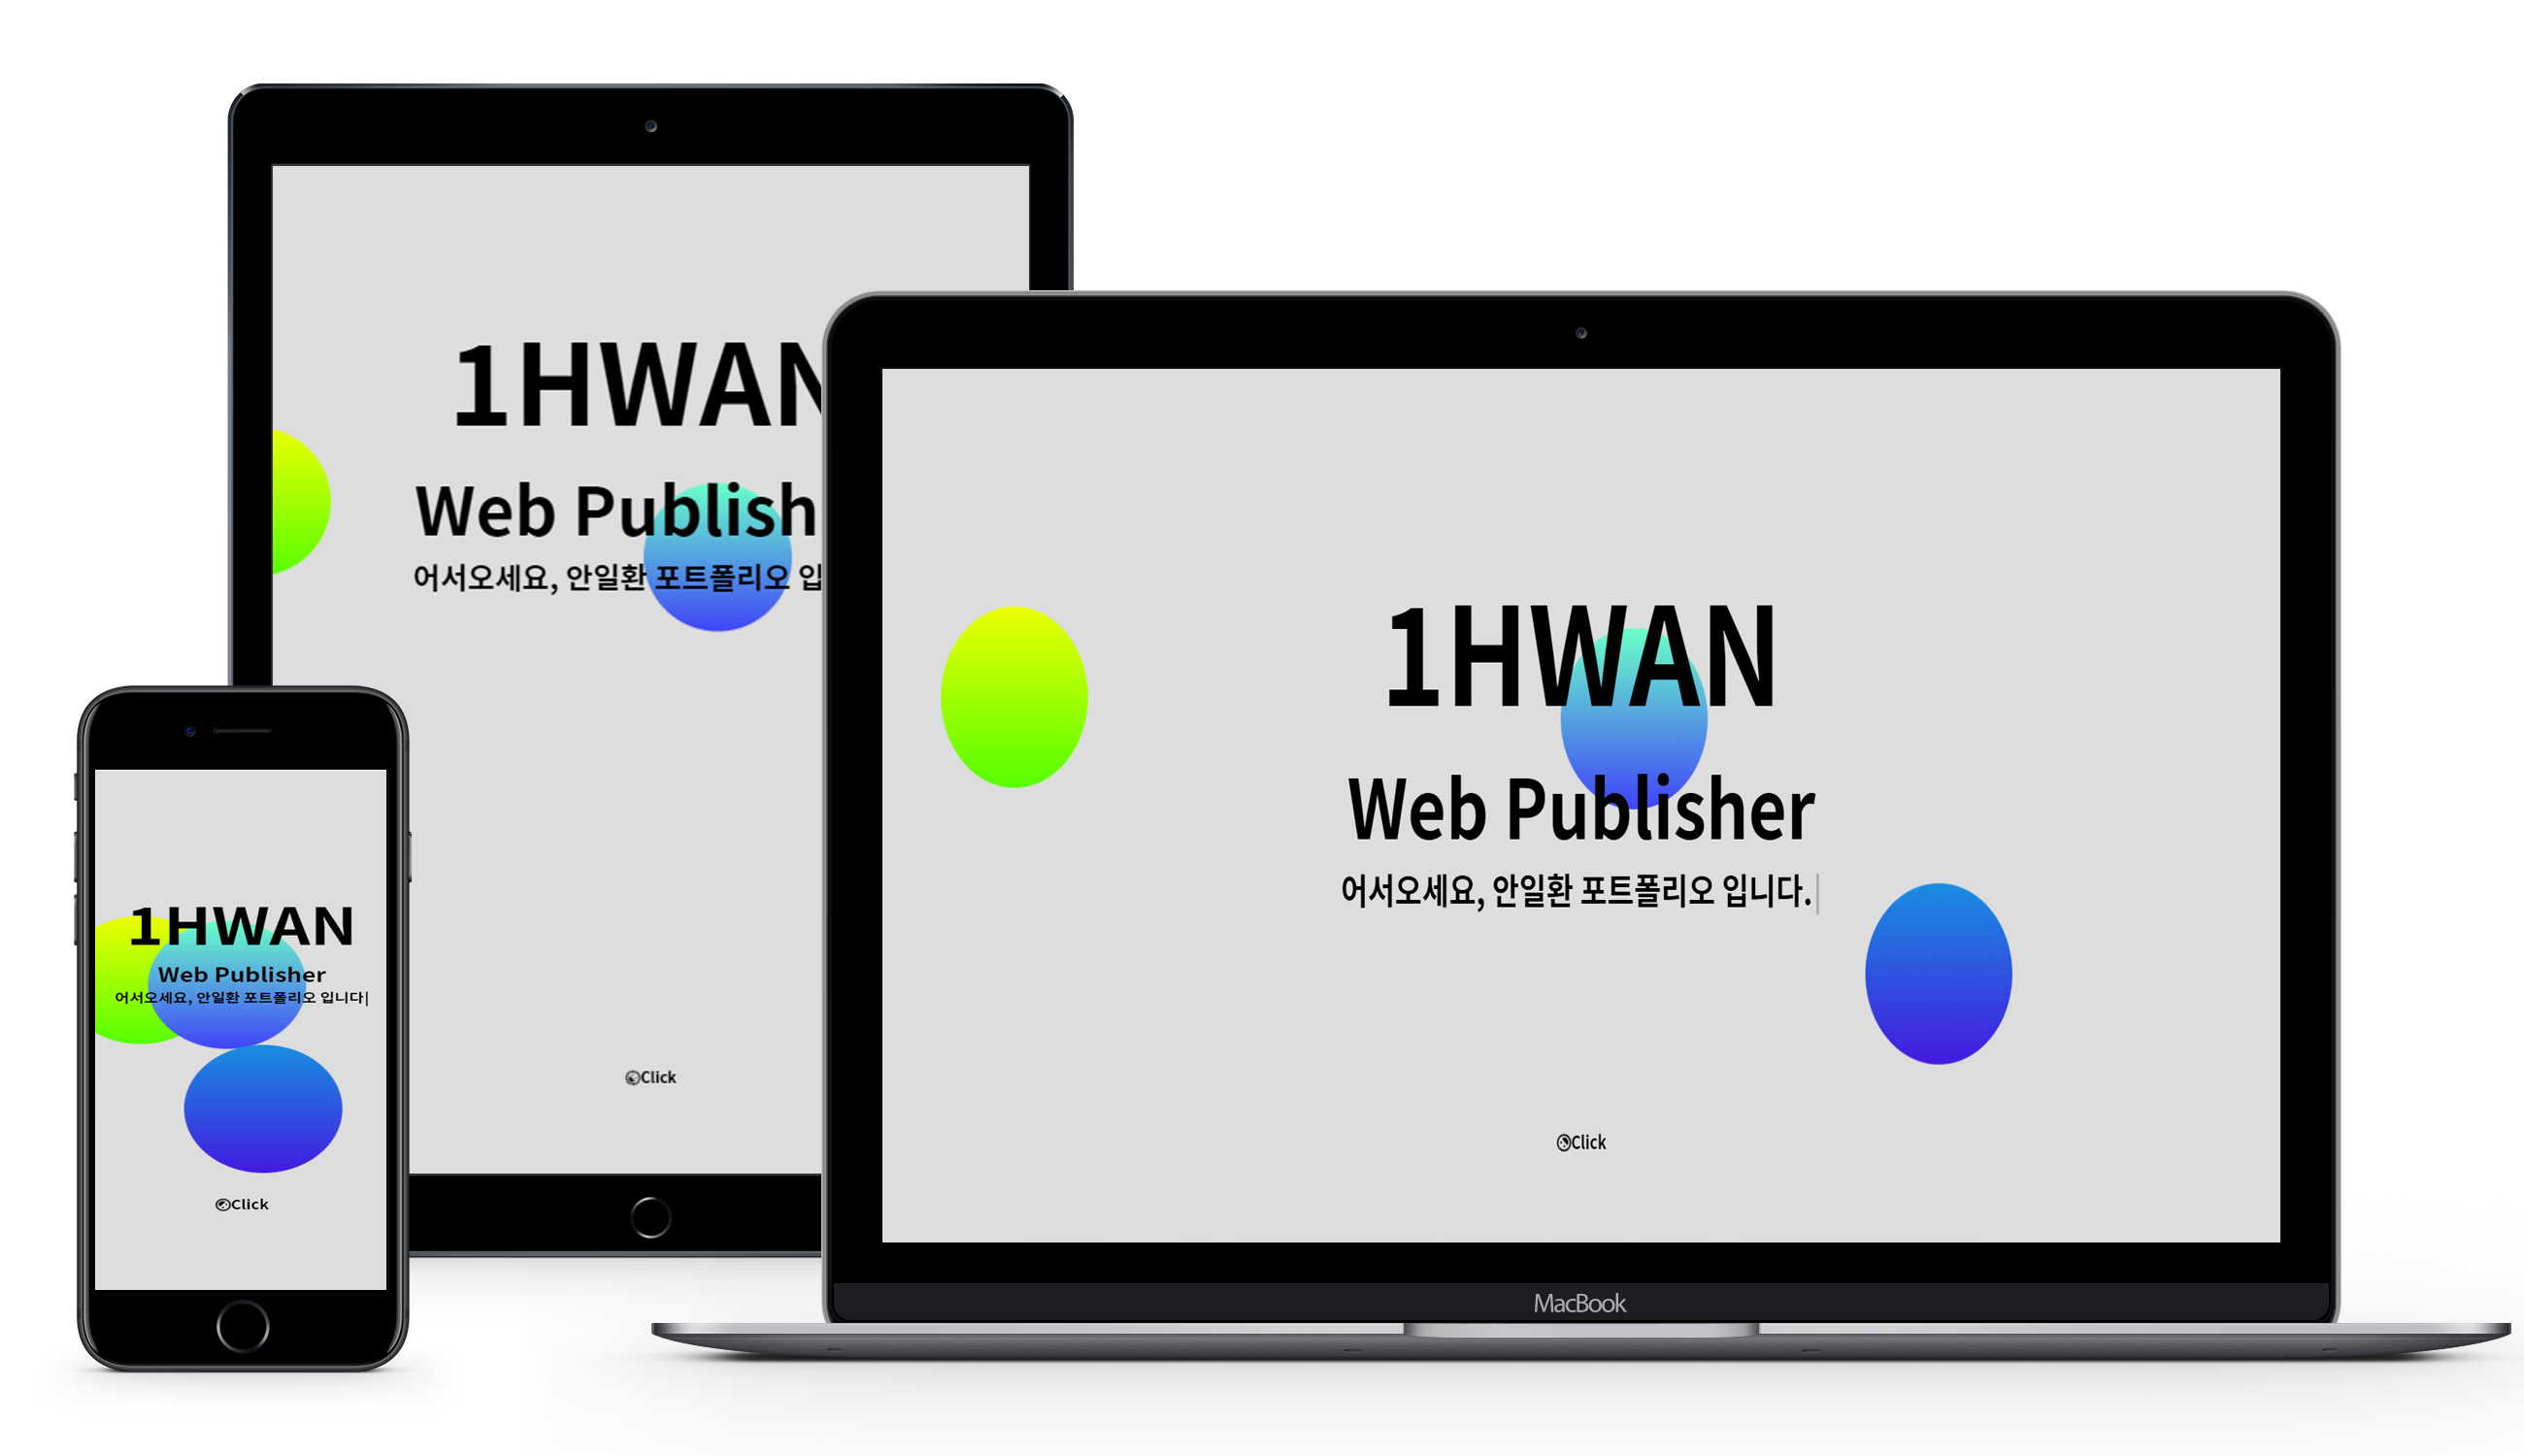 1HWAN
Web Publish
어서오세요, 안일환 포트폴리오 입
Click
1HWAN
Web Publisher
어서오세요, 안일환 포트폴리오 입니다.
Click
MacBook
1HWAN
Web Publisher
어서오세요, 안일환 포트폴리오 입니다
Click